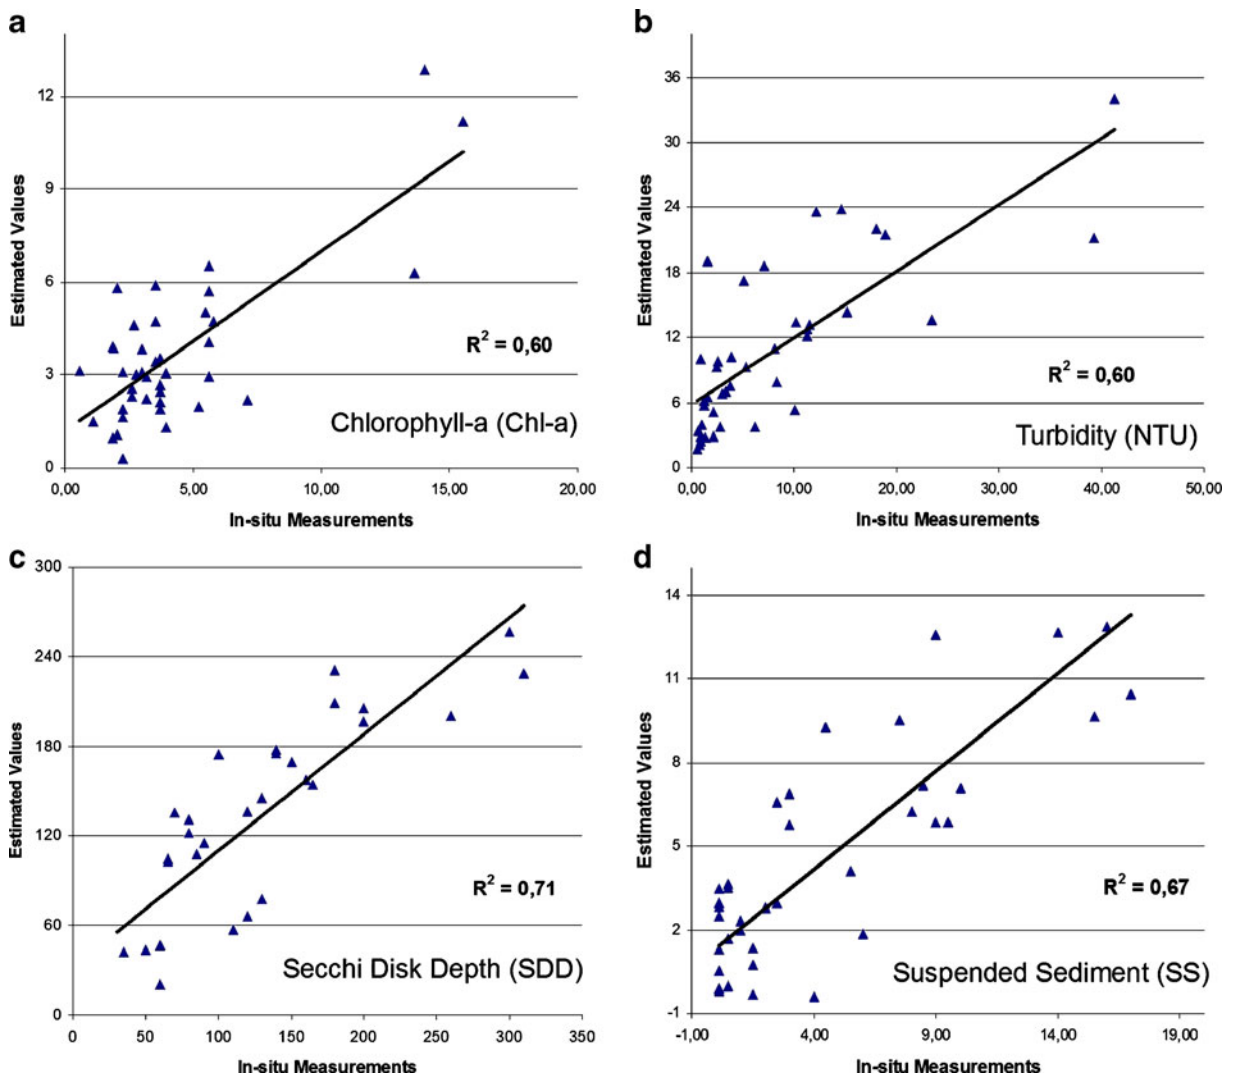 a
12
9
6
3
0
0,00 5,00 10,00 15,00 20,00
Estimated Values
In-situ Measurements
R² = 0,60
Chlorophyll-a (Chl-a)
b
36
30
24
18
12
6
0
0,00 10,00 20,00 30,00 40,00 50,00
Estimated Values
In-situ Measurements
R² = 0,60
Turbidity (NTU)
c
300
240
180
120
60
0
0 50 100 150 200 250 300 350
Estimated Values
In-situ Measurements
R² = 0,71
Secchi Disk Depth (SDD)
d
14
11
8
5
2
-1
-1,00 4,00 9,00 14,00 19,00
Estimated Values
In-situ Measurements
R² = 0,67
Suspended Sediment (SS)